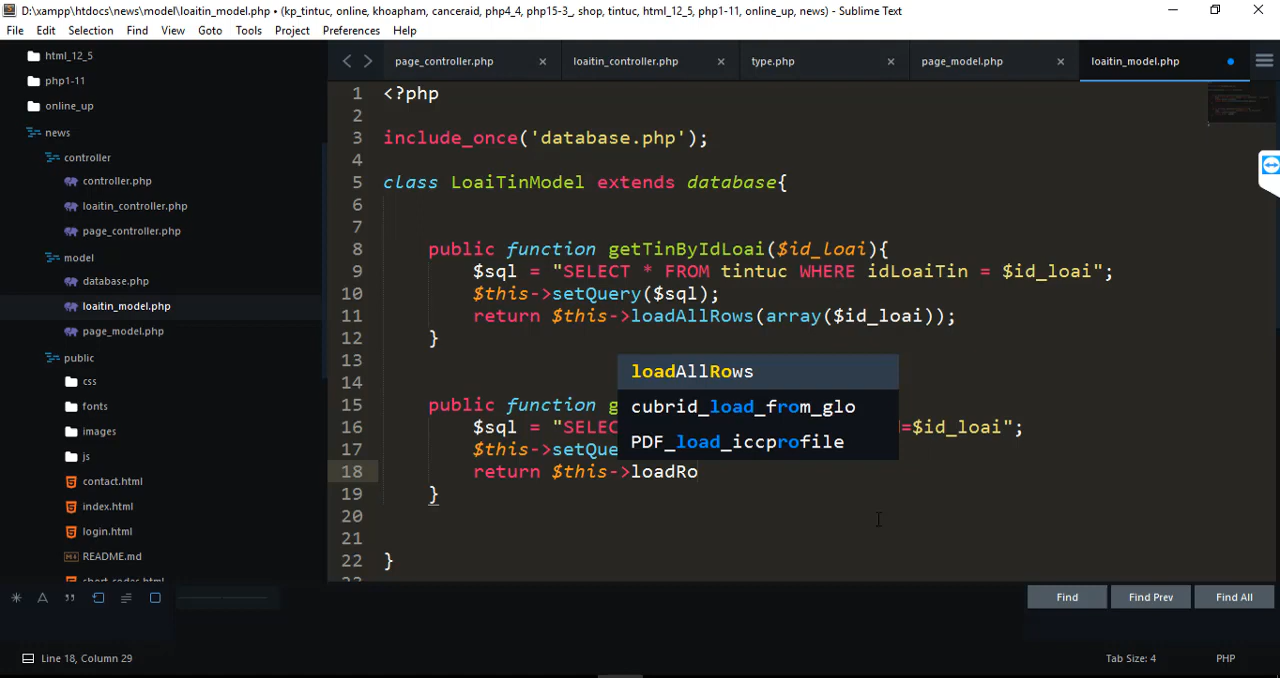 D:\xampp\htdocs\news\model\loaitin_model.php • (kp_tintuc, online, khoapham, canceraid, php4_4, php15-3_, shop, tintuc, html_12_5, php1-11, online_up, news) - Sublime Text
File Edit Selection Find View Goto Tools Project Preferences Help
html_12_5
php1-11
online_up
news
controller
controller.php
loaitin_controller.php
page_controller.php
model
database.php
loaitin_model.php
page_model.php
public
css
fonts
images
js
contact.html
index.html
login.html
README.md
short-codes.html
page_controller.php
loaitin_controller.php
type.php
page_model.php
loaitin_model.php
1 <?php
2
3 include_once('database.php');
4
5 class LoaiTinModel extends database{
6
7
8 public function getTinByIdLoai($id_loai){
9 $sql = "SELECT * FROM tintuc WHERE idLoaiTin = $id_loai";
10 $this->setQuery($sql);
11 return $this->loadAllRows(array($id_loai));
12 }
13
14
15 public function g
16 $sql = "SELEC =$id_loai";
17 $this->setQue
18 return $this->loadRo
19 }
20
21
22 }
23
loadAllRows
cubrid_load_from_glo
PDF_load_iccprofile
Find
Find Prev
Find All
Line 18, Column 29
Tab Size: 4
PHP